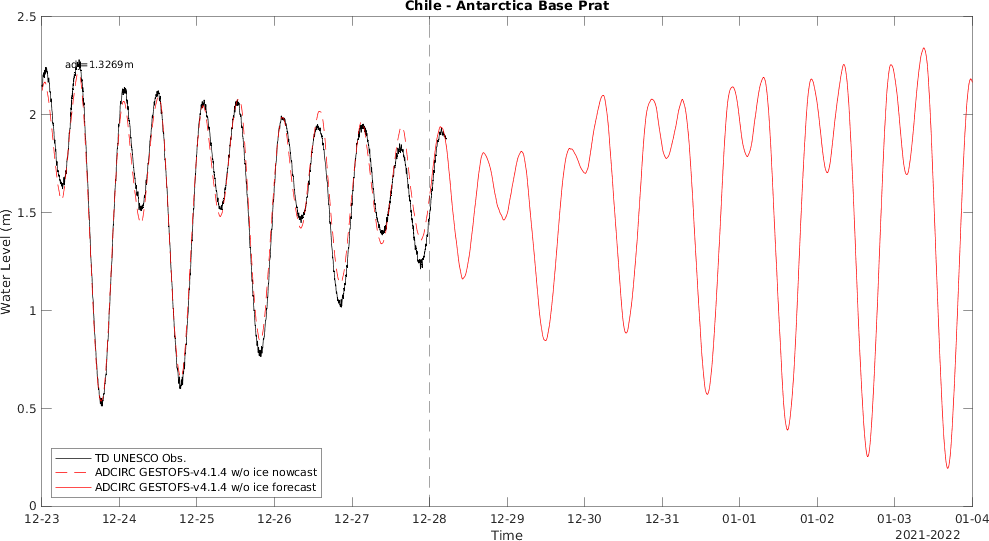 Chile - Antarctica Base Prat
2.5
2
1.5
1
0.5
0
Water Level (m)
TD UNESCO Obs.
ADCIRC GESTOFS-v4.1.4 w/o ice nowcast
ADCIRC GESTOFS-v4.1.4 w/o ice forecast
12-23 12-24 12-25 12-26 12-27 12-28 12-29 12-30 12-31 01-01 01-02 01-03 01-04
Time
2021-2022